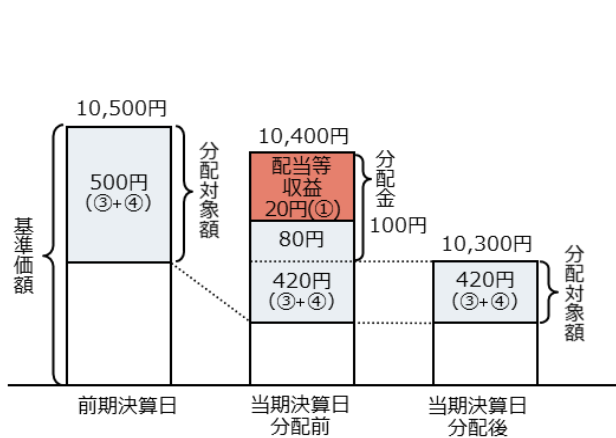 10,500円
500円
(③+④)
分配対象額
基準価額
前期決算日
10,400円
配当等
収益
20円(①)
80円
420円
(③+④)
分配金
100円
当期決算日
分配前
10,300円
420円
(③+④)
分配対象額
当期決算日
分配後